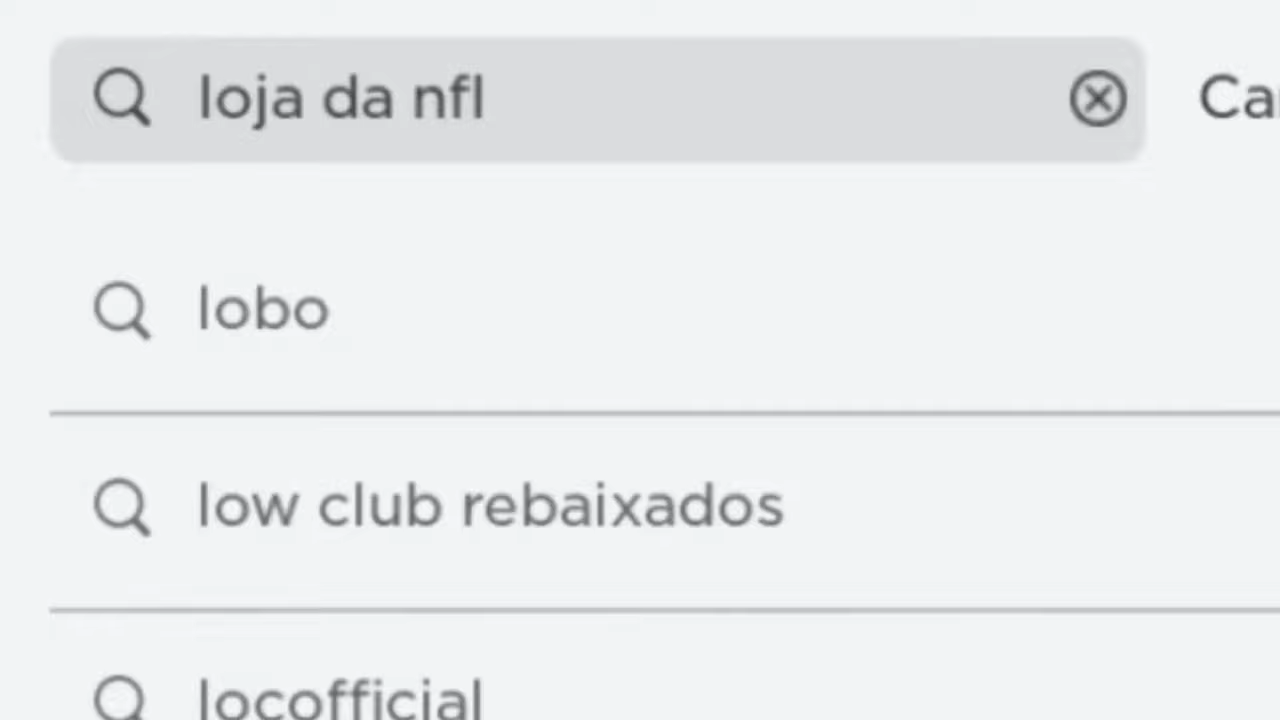 loja da nfl
lobo
low club rebaixados
locofficial